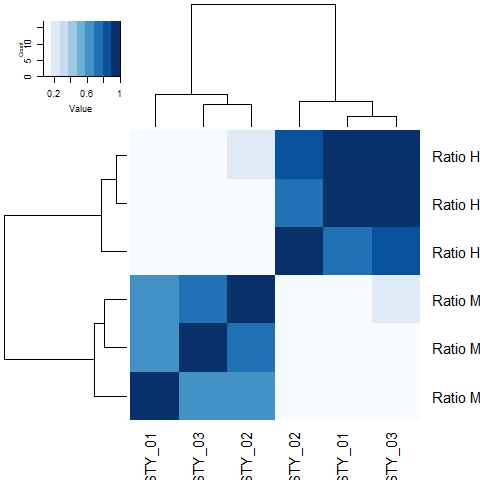 Count
0 5 15
0.2 0.6 1
Value
Ratio H
Ratio H
Ratio H
Ratio M
Ratio M
Ratio M
STY_01 STY_03 STY_02 STY_02 STY_01 STY_03